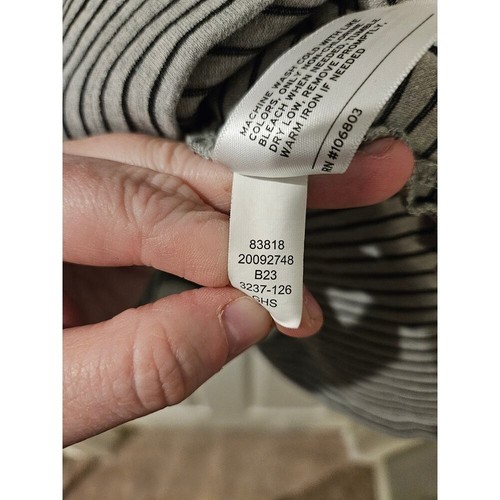 MACHINE WASH COLD WITH LIKE
COLORS, ONLY NON-CHLORINE
BLEACH WHEN NEEDED, TUMBLE
DRY LOW, REMOVE PROMPTLY,
WARM IRON IF NEEDED
RN #106803
83818
20092748
B23
3237-126